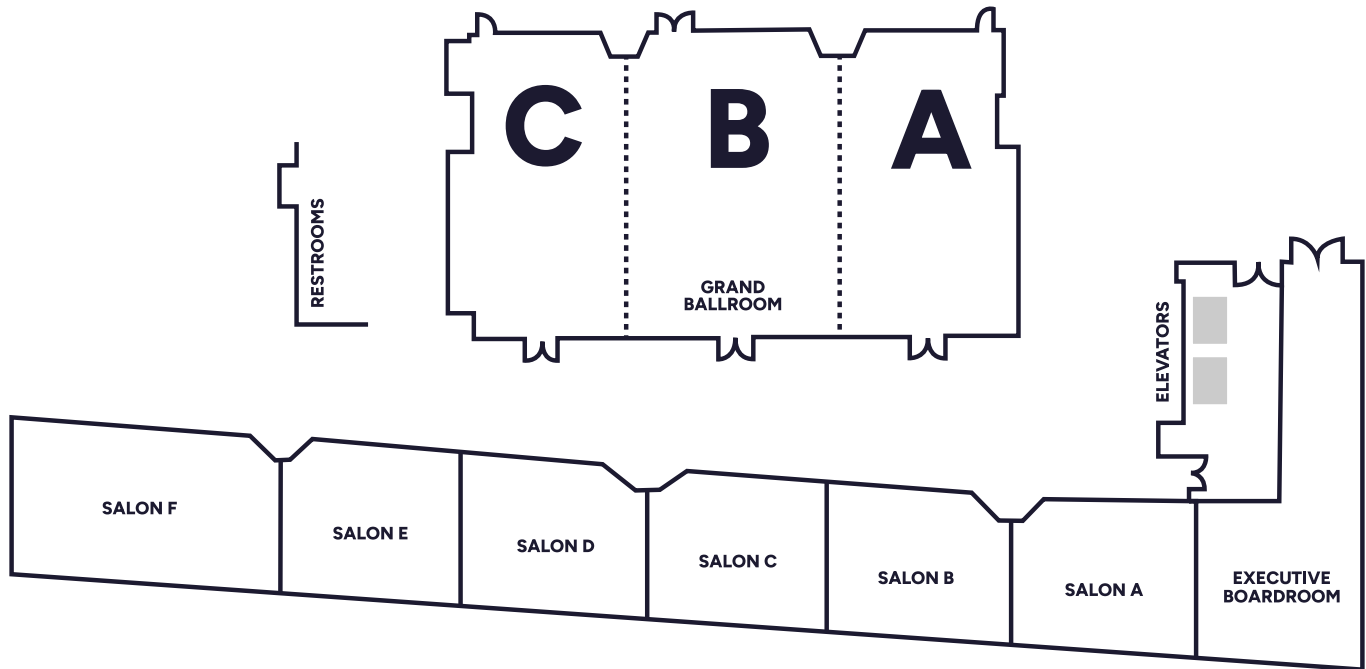 C
B
A
RESTROOMS
GRAND
BALLROOM
ELEVATORS
SALON F
SALON E
SALON D
SALON C
SALON B
SALON A
EXECUTIVE
BOARDROOM